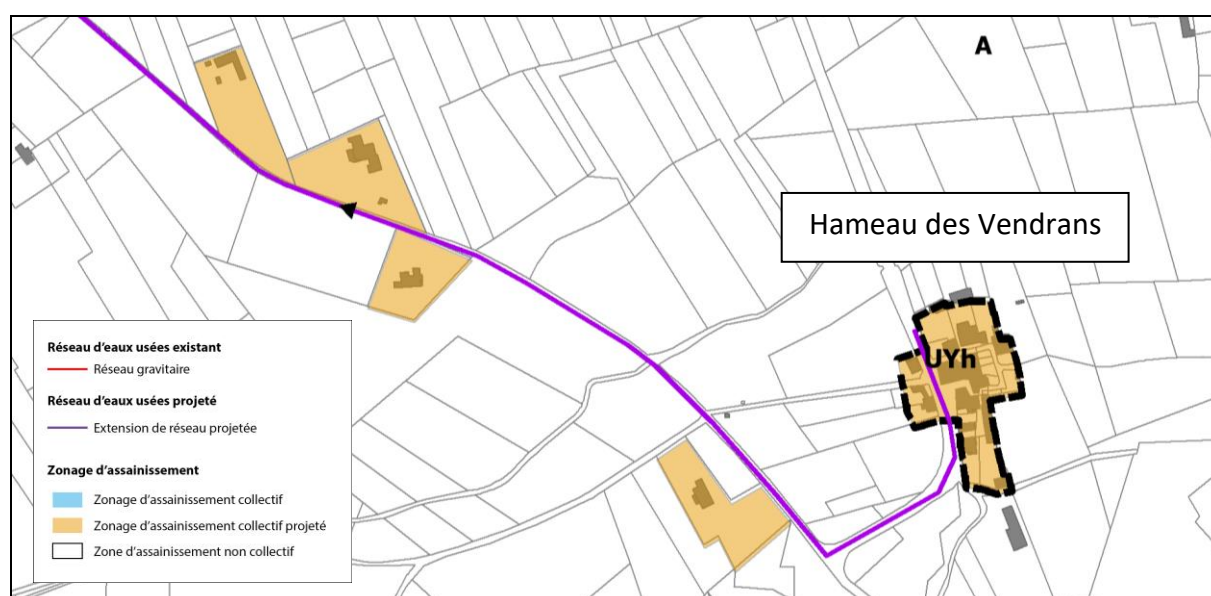 A
Hameau des Vendrans
UYh
Réseau d'eaux usées existant
Réseau gravitaire
Réseau d'eaux usées projeté
Extension de réseau projetée
Zonage d'assainissement
Zonage d'assainissement collectif
Zonage d'assainissement collectif projeté
Zone d'assainissement non collectif